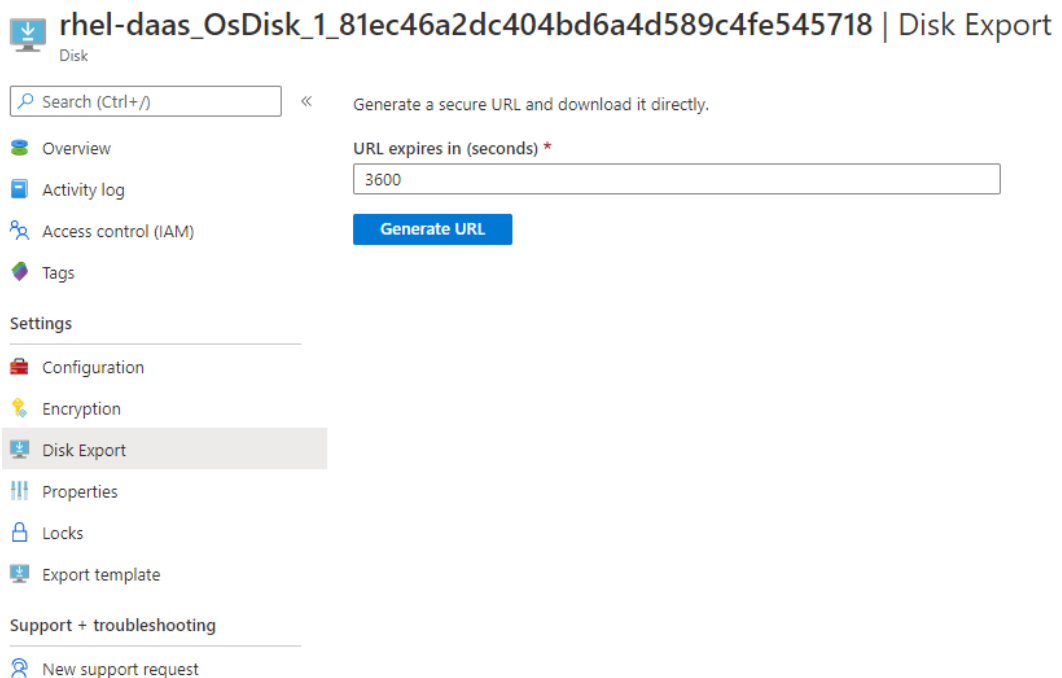 rhel-daas_OsDisk_1_81ec46a2dc404bd6a4d589c4fe545718 | Disk Export
Disk
Search (Ctrl+/)
«
Generate a secure URL and download it directly.
Overview
URL expires in (seconds) *
3600
Activity log
Access control (IAM)
Generate URL
Tags
Settings
Configuration
Encryption
Disk Export
Properties
Locks
Export template
Support + troubleshooting
New support request